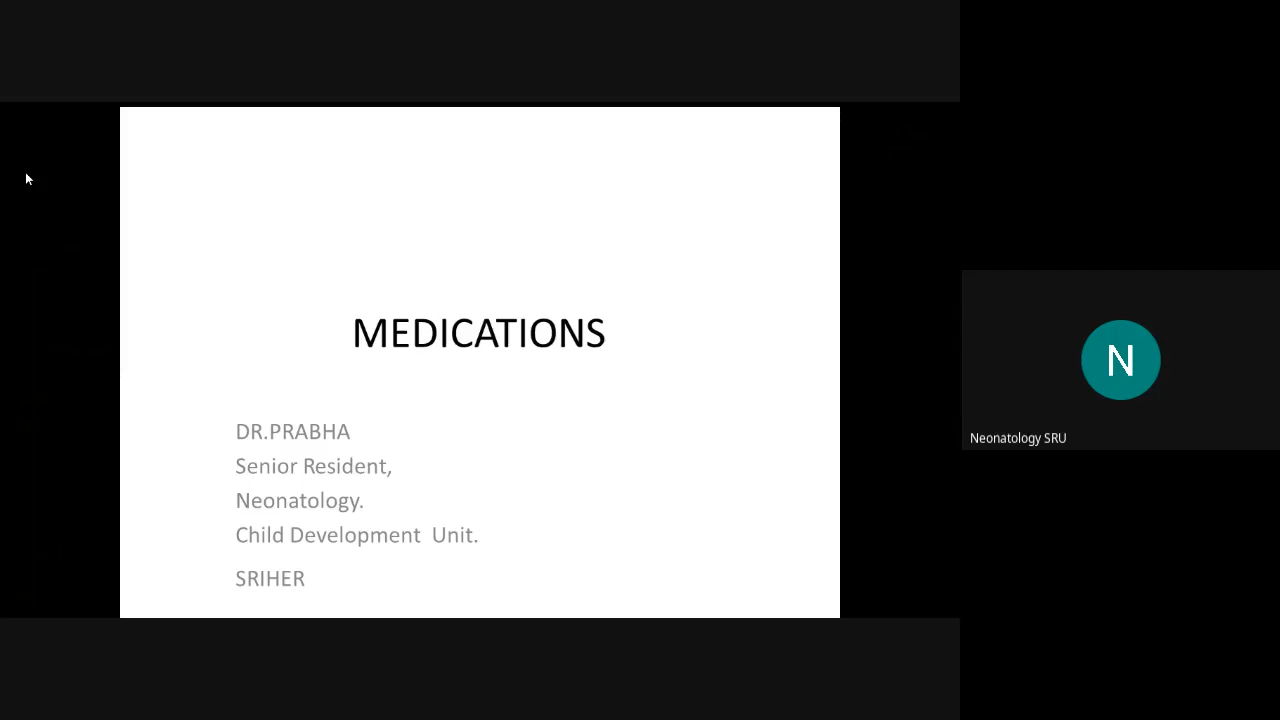 MEDICATIONS
DR.PRABHA
Senior Resident,
Neonatology.
Child Development Unit.
SRIHER
N
Neonatology SRU